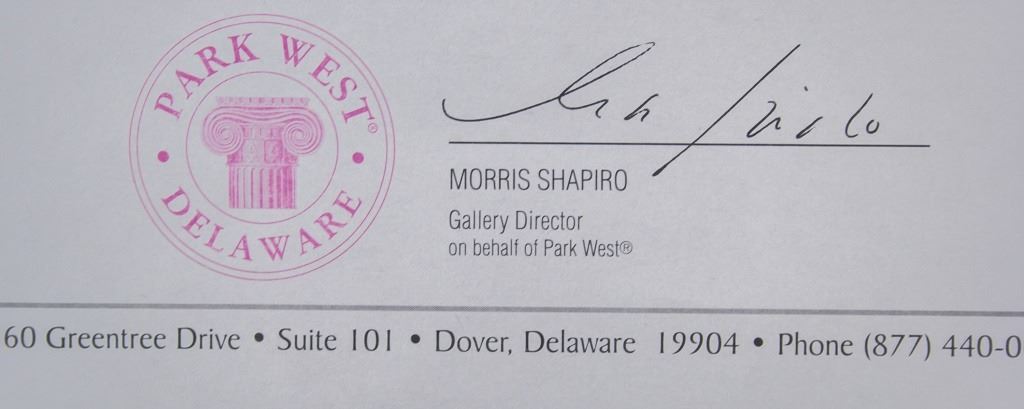 PARK WEST®
• DELAWARE •
MORRIS SHAPIRO
Gallery Director
on behalf of Park West®
60 Greentree Drive • Suite 101 • Dover, Delaware 19904 • Phone (877) 440-0